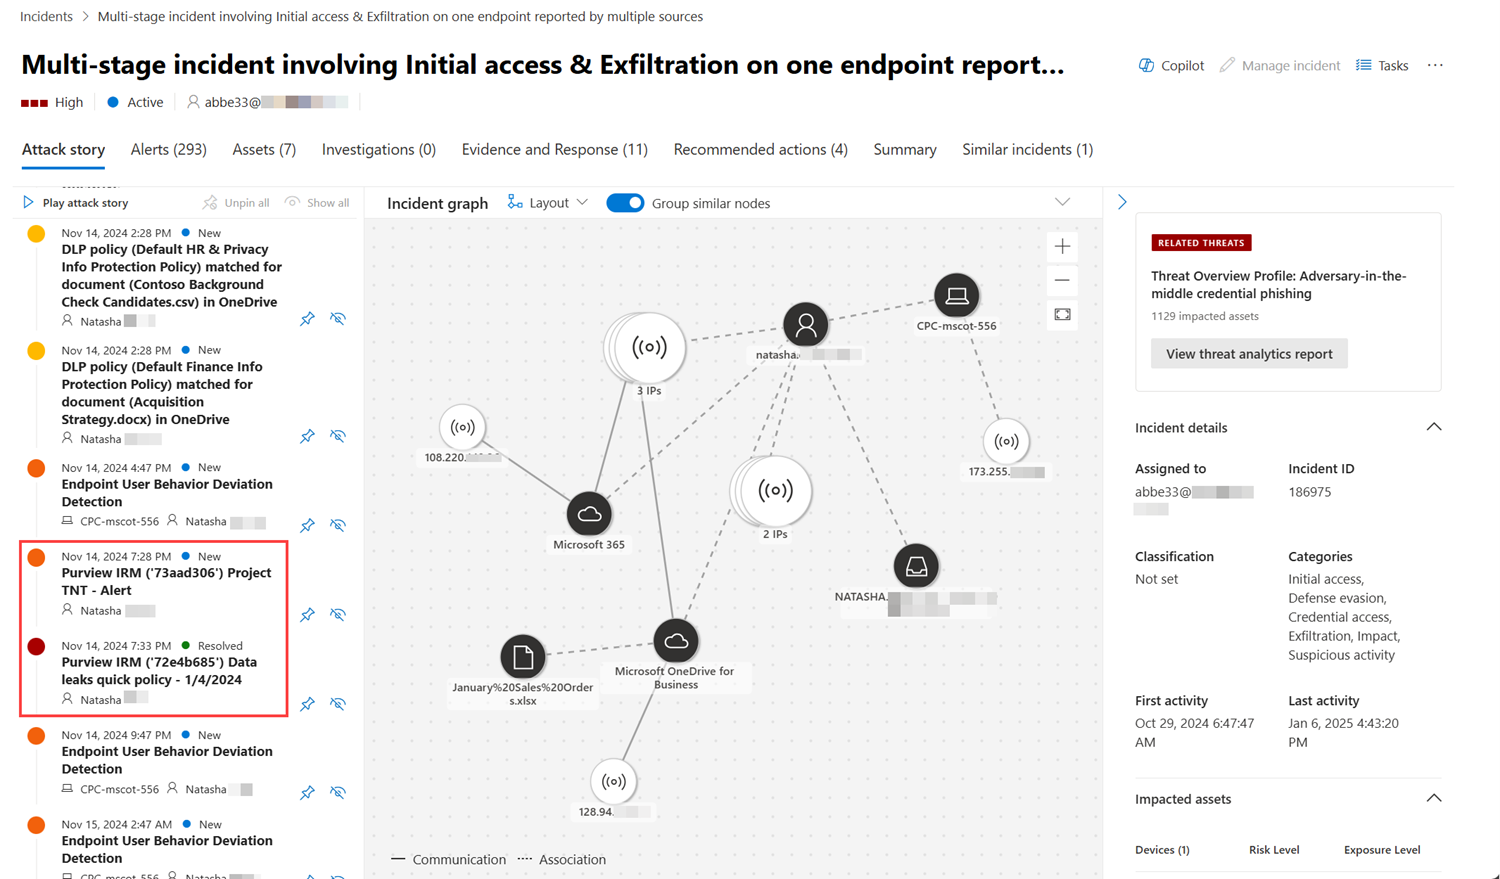 Incidents > Multi-stage incident involving Initial access & Exfiltration on one endpoint reported by multiple sources
Multi-stage incident involving Initial access & Exfiltration on one endpoint report...
Copilot Manage incident Tasks ...
High Active abbe33@
Attack story Alerts (293) Assets (7) Investigations (0) Evidence and Response (11) Recommended actions (4) Summary Similar incidents (1)
Play attack story Unpin all Show all
Nov 14, 2024 2:28 PM New
DLP policy (Default HR & Privacy
Info Protection Policy) matched for
document (Contoso Background
Check Candidates.csv) in OneDrive
Natasha
Nov 14, 2024 2:28 PM New
DLP policy (Default Finance Info
Protection Policy) matched for
document (Acquisition
Strategy.docx) in OneDrive
Natasha
Nov 14, 2024 4:47 PM New
Endpoint User Behavior Deviation
Detection
CPC-mscot-556 Natasha
Nov 14, 2024 7:28 PM New
Purview IRM ('73aad306') Project
TNT - Alert
Natasha
Nov 14, 2024 7:33 PM Resolved
Purview IRM ('72e4b685') Data
leaks quick policy - 1/4/2024
Natasha
Nov 14, 2024 9:47 PM New
Endpoint User Behavior Deviation
Detection
CPC-mscot-556 Natasha
Nov 15, 2024 2:47 AM New
Endpoint User Behavior Deviation
Detection
CPC-mscot-556 Natasha
Incident graph Layout Group similar nodes
CPC-mscot-556
natasha.
3 IPs
108.220.
173.255.
2 IPs
Microsoft 365
NATASHA.
Microsoft OneDrive for
Business
January%20Sales%20Order
s.xlsx
128.94.
Communication Association
RELATED THREATS
Threat Overview Profile: Adversary-in-the-
middle credential phishing
1129 impacted assets
View threat analytics report
Incident details
Assigned to Incident ID
abbe33@ 186975
Classification Categories
Not set Initial access,
Defense evasion,
Credential access,
Exfiltration, Impact,
Suspicious activity
First activity Last activity
Oct 29, 2024 6:47:47 Jan 6, 2025 4:43:20
AM PM
Impacted assets
Devices (1) Risk Level Exposure Level